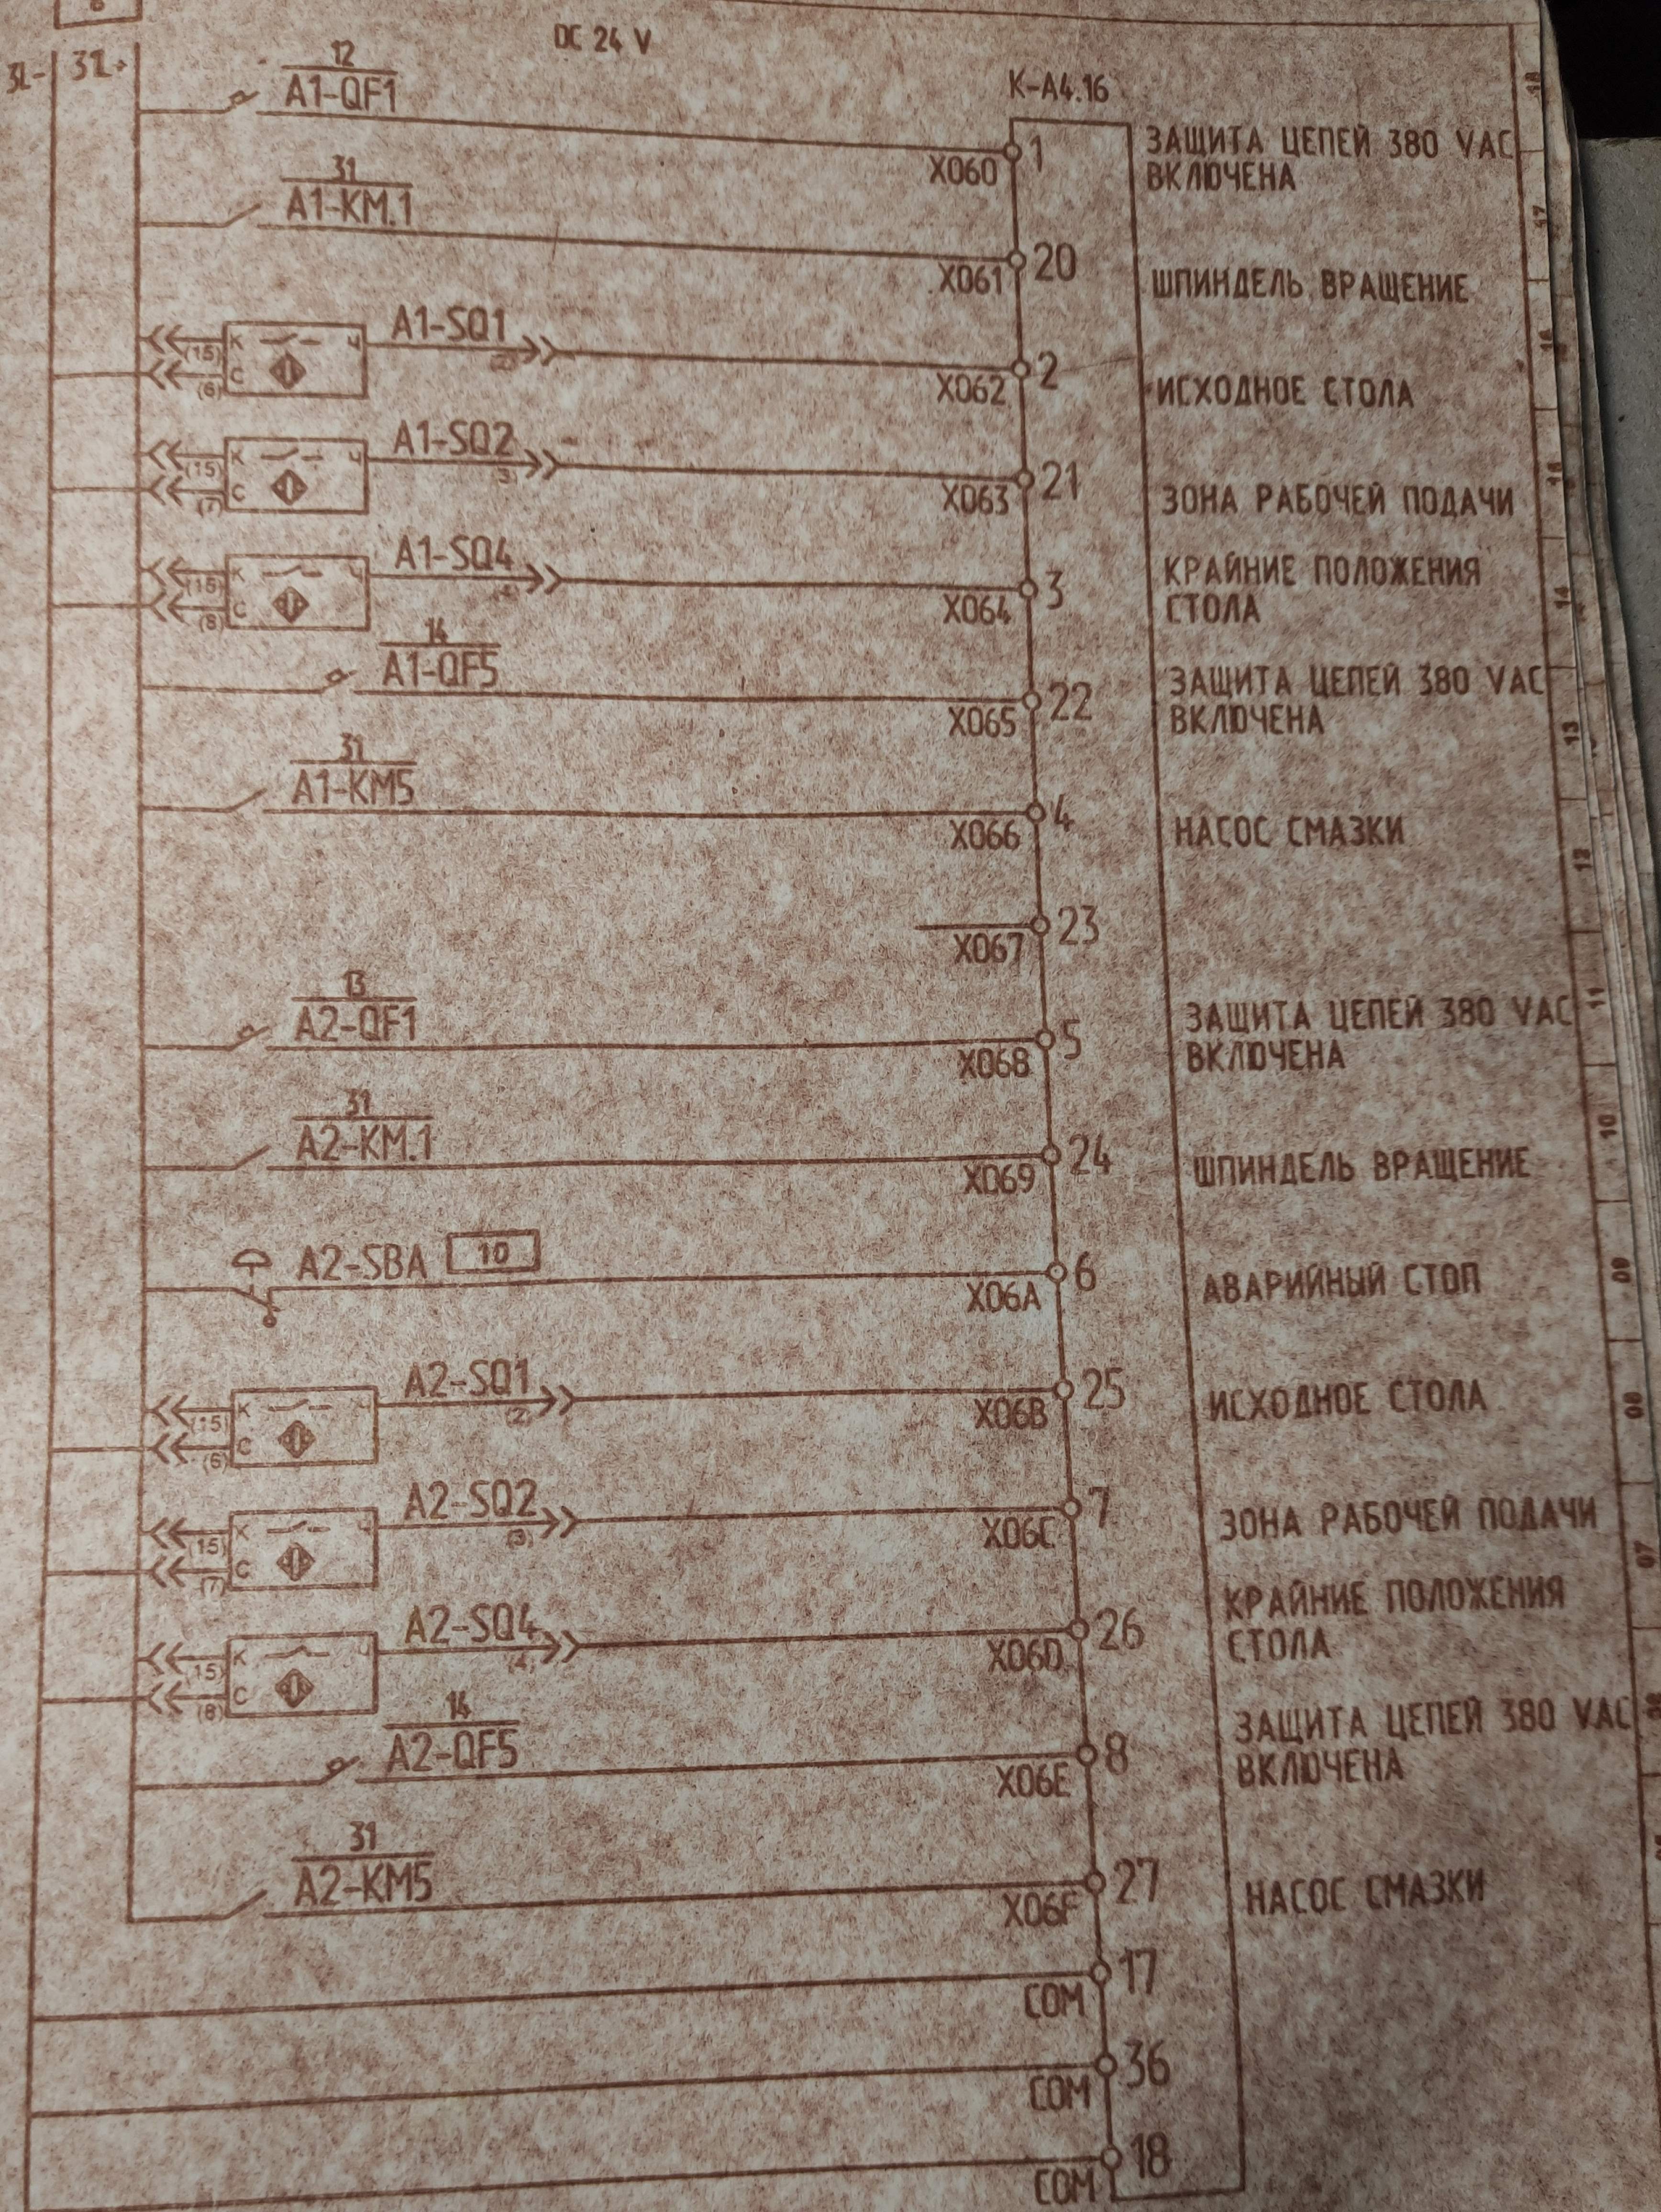 DC 24 V
K-A4.16
12
A1-QF1
X060 1
ЗАЩИТА ЦЕПЕЙ 380 VAC
ВКЛЮЧЕНА
31
A1-KM.1
X061 20
ШПИНДЕЛЬ ВРАЩЕНИЕ
A1-SQ1
(15) К Ч
(6) С
X062 2
ИСХОДНОЕ СТОЛА
A1-SQ2
(15) К Ч
(7) С
X063 21
ЗОНА РАБОЧЕЙ ПОДАЧИ
A1-SQ4
(15) К Ч
(8) С
X064 3
КРАЙНИЕ ПОЛОЖЕНИЯ
СТОЛА
14
A1-QF5
X065 22
ЗАЩИТА ЦЕПЕЙ 380 VAC
ВКЛЮЧЕНА
31
A1-KM5
X066 4
НАСОС СМАЗКИ
X067 23
13
A2-QF1
X068 5
ЗАЩИТА ЦЕПЕЙ 380 VAC
ВКЛЮЧЕНА
31
A2-KM.1
X069 24
ШПИНДЕЛЬ ВРАЩЕНИЕ
A2-SBA 10
X06A 6
АВАРИЙНЫЙ СТОП
A2-SQ1
(15) К Ч (2)
(6) С
X06B 25
ИСХОДНОЕ СТОЛА
A2-SQ2
(15) К Ч (3)
(7) С
X06C 7
ЗОНА РАБОЧЕЙ ПОДАЧИ
A2-SQ4
(15) К Ч (4)
(8) С
X06D 26
КРАЙНИЕ ПОЛОЖЕНИЯ
СТОЛА
14
A2-QF5
X06E 8
ЗАЩИТА ЦЕПЕЙ 380 VAC
ВКЛЮЧЕНА
31
A2-KM5
X06F 27
НАСОС СМАЗКИ
COM 17
COM 36
COM 18
18
17
16
15
14
13
12
11
10
09
08
07